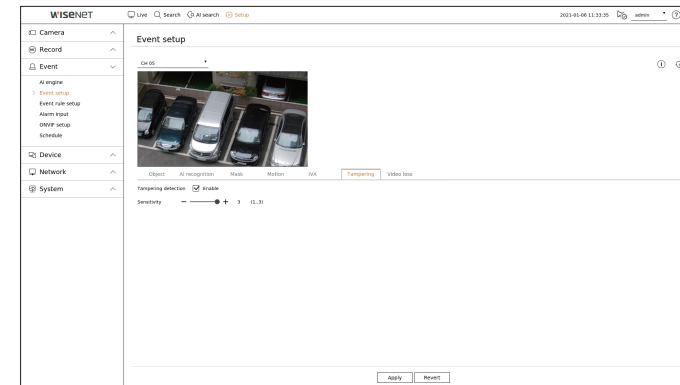 WISENET
Live Search AI search Setup
2021-01-06 11:33:35 admin
Camera
Record
Event
AI engine
Event setup
Event rule setup
Alarm input
ONVIF setup
Schedule
Device
Network
System
Event setup
CH 05
Object AI recognition Mask Motion IVA Tampering Video loss
Tampering detection Enable
Sensitivity 3 (1..3)
Apply Revert